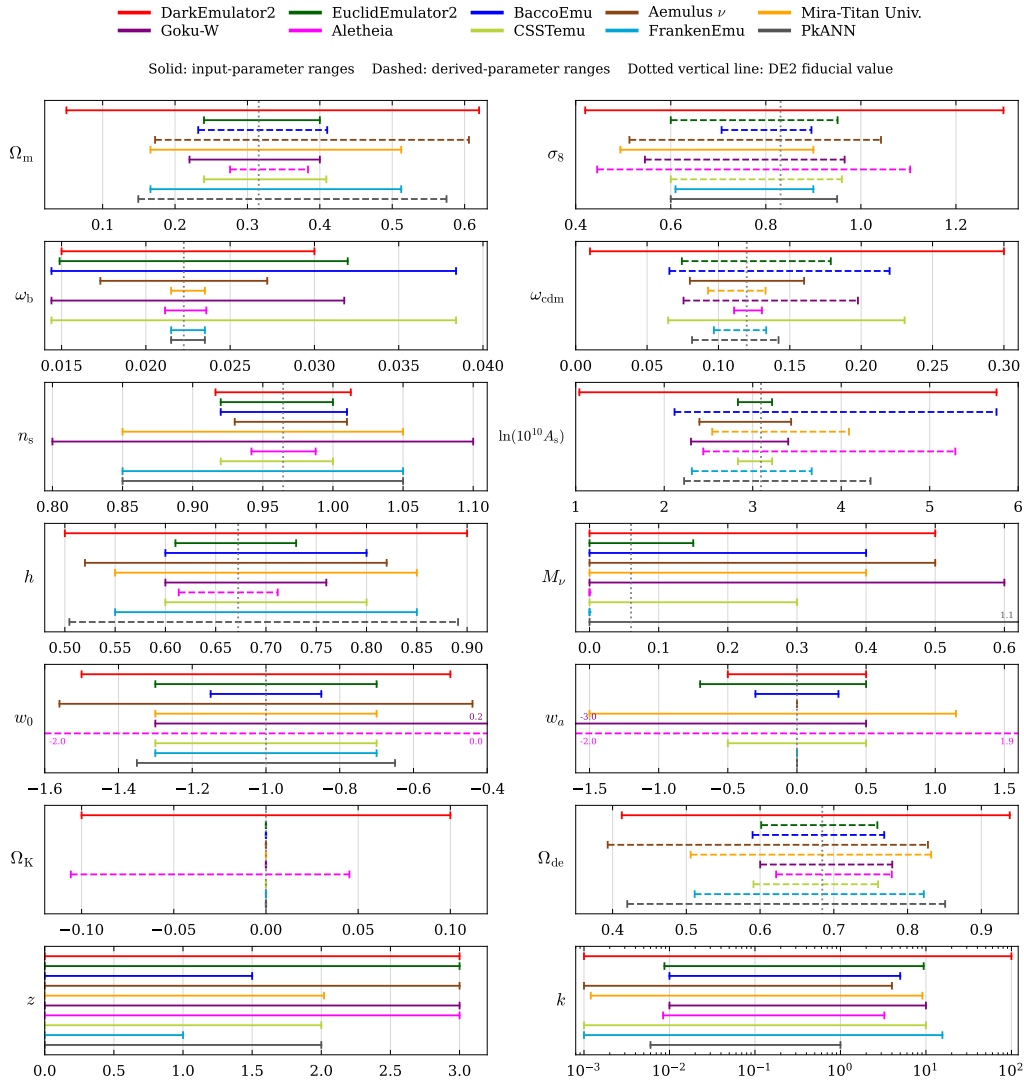 DarkEmulator2 EuclidEmulator2 BaccoEmu Aemulus ν Mira-Titan Univ.
Goku-W Aletheia CSSTemu FrankenEmu PkANN
Solid: input-parameter ranges Dashed: derived-parameter ranges Dotted vertical line: DE2 fiducial value
Ωm
0.1 0.2 0.3 0.4 0.5 0.6
σ8
0.4 0.6 0.8 1.0 1.2
ωb
0.015 0.020 0.025 0.030 0.035 0.040
ωcdm
0.00 0.05 0.10 0.15 0.20 0.25 0.30
ns
0.80 0.85 0.90 0.95 1.00 1.05 1.10
ln(10^10 As)
1 2 3 4 5 6
h
0.50 0.55 0.60 0.65 0.70 0.75 0.80 0.85 0.90
Mν
1.1
0.0 0.1 0.2 0.3 0.4 0.5 0.6
w0
0.2
-2.0 0.0
−1.6 −1.4 −1.2 −1.0 −0.8 −0.6 −0.4
wa
-3.0
-2.0 1.9
−1.5 −1.0 −0.5 0.0 0.5 1.0 1.5
ΩK
−0.10 −0.05 0.00 0.05 0.10
Ωde
0.4 0.5 0.6 0.7 0.8 0.9
z
0.0 0.5 1.0 1.5 2.0 2.5 3.0
k
10^−3 10^−2 10^−1 10^0 10^1 10^2